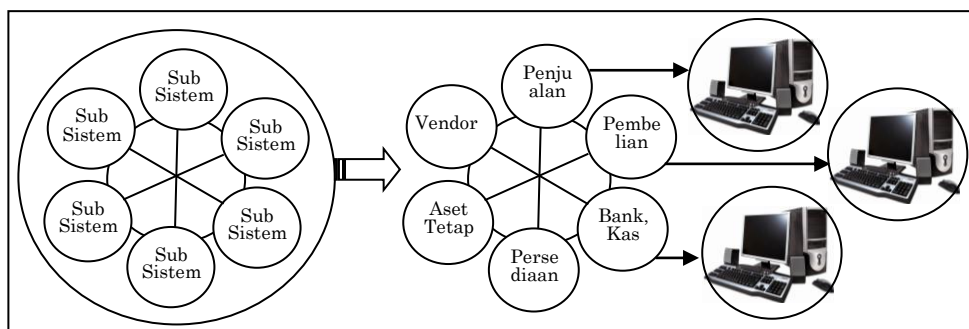 Sub
Sistem
Sub
Sistem
Sub
Sistem
Sub
Sistem
Sub
Sistem
Sub
Sistem
Penju
alan
Vendor
Pembe
lian
Aset
Tetap
Bank,
Kas
Perse
diaan